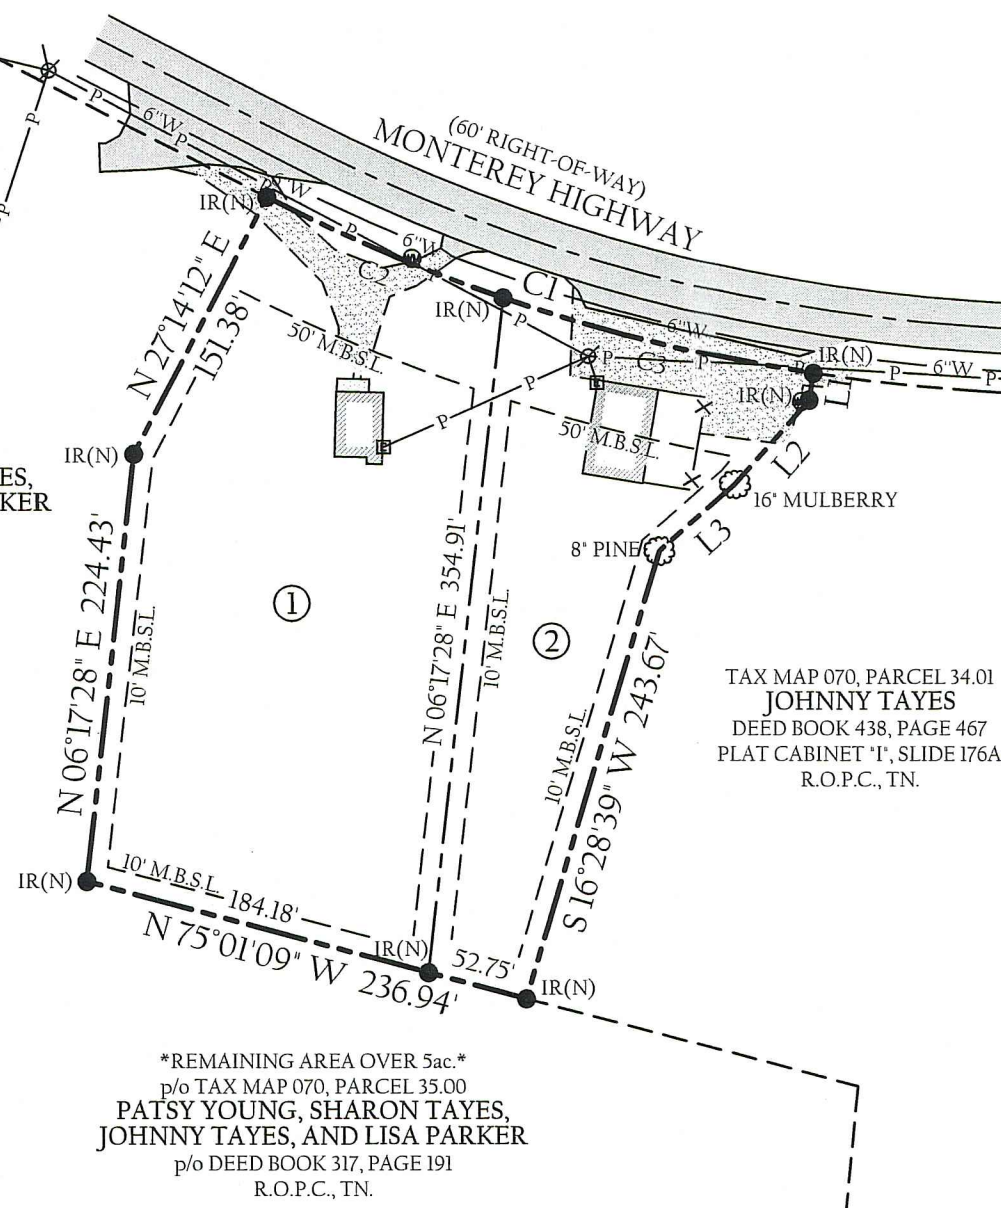 (60' RIGHT-OF-WAY)
MONTEREY HIGHWAY
P
6"W
P
P
P
IR(N)
6"W
P
6"W
C2
C1
IR(N)
P
6"W
IR(N)
P
C3
P
P
6"W
P
IR(N)
L1
N 27°14'12" E
151.38'
50' M.B.S.L.
P
P
50' M.B.S.L.
L2
16" MULBERRY
L3
8" PINE
IR(N)
ES,
KER
N 06°17'28" E 224.43'
10' M.B.S.L.
1
N 06°17'28" E 354.91'
10' M.B.S.L.
2
10' M.B.S.L.
S 16°28'39" W 243.67'
TAX MAP 070, PARCEL 34.01
JOHNNY TAYES
DEED BOOK 438, PAGE 467
PLAT CABINET "I", SLIDE 176A
R.O.P.C., TN.
IR(N)
10' M.B.S.L.
184.18'
IR(N)
52.75'
IR(N)
N 75°01'09" W 236.94'
*REMAINING AREA OVER 5ac.*
p/o TAX MAP 070, PARCEL 35.00
PATSY YOUNG, SHARON TAYES,
JOHNNY TAYES, AND LISA PARKER
p/o DEED BOOK 317, PAGE 191
R.O.P.C., TN.